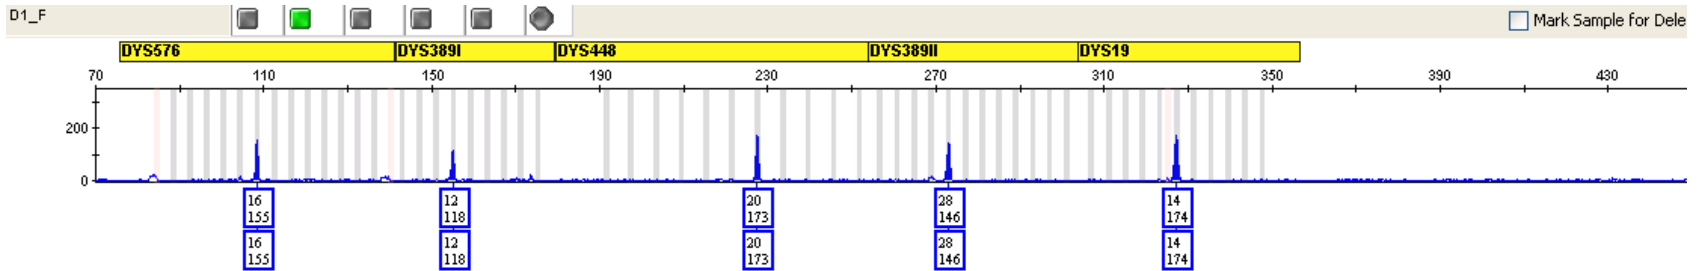 D1_F
Mark Sample for Dele
DYS576 DYS389I DYS448 DYS389II DYS19
70 110 150 190 230 270 310 350 390 430
200
0
16 12 20 28 14
155 118 173 146 174
16 12 20 28 14
155 118 173 146 174